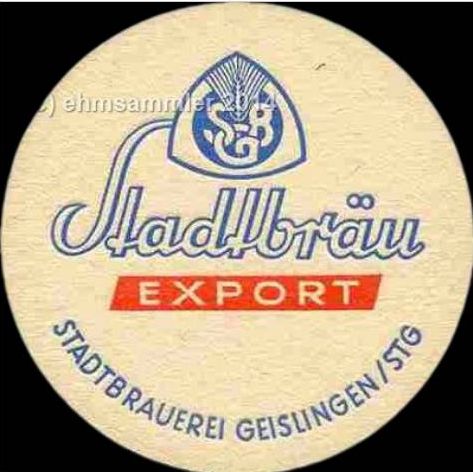 (c) ehmsammler 2014
SGB
Stadtbräu
EXPORT
STADTBRAUEREI GEISLINGEN/STG